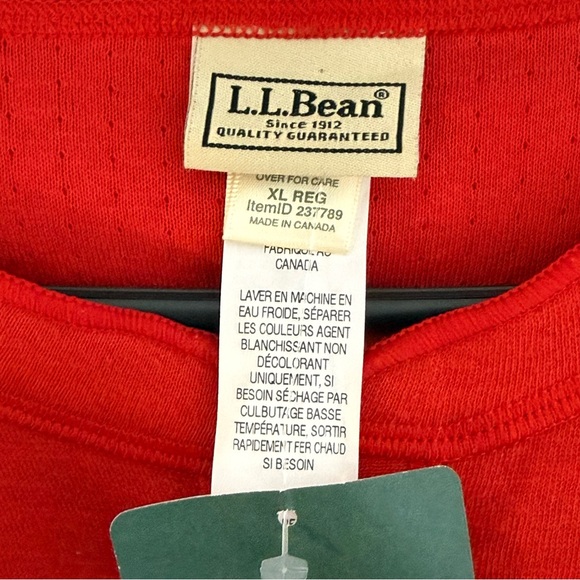 L.L.Bean®
Since 1912
QUALITY GUARANTEED
OVER FOR CARE
XL REG
ItemID 237789
MADE IN CANADA
FABRIQUÉ AU
CANADA
LAVER EN MACHINE EN
EAU FROIDE, SÉPARER
LES COULEURS AGENT
BLANCHISSANT NON
DÉCOLORANT
UNIQUEMENT, SI
BESOIN SÉCHAGE PAR
CULBUTAGE BASSE
TEMPÉRATURE. SORTIR
RAPIDEMENT FER CHAUD
SI BESOIN